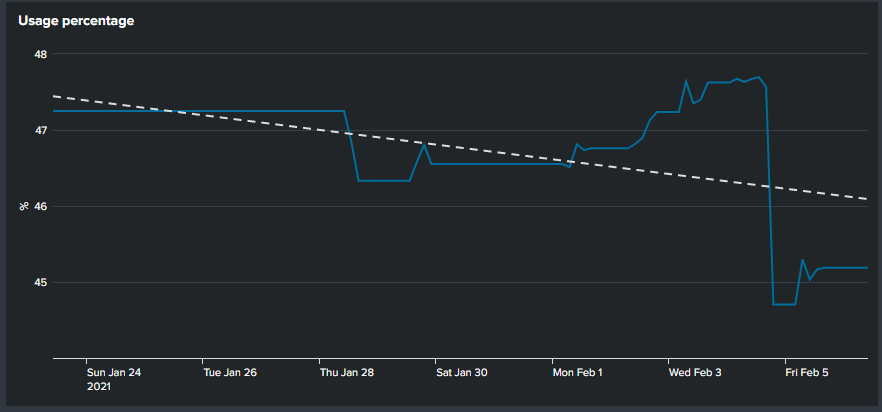 Usage percentage
48
47
46
45
%
Sun Jan 24
2021
Tue Jan 26
Thu Jan 28
Sat Jan 30
Mon Feb 1
Wed Feb 3
Fri Feb 5